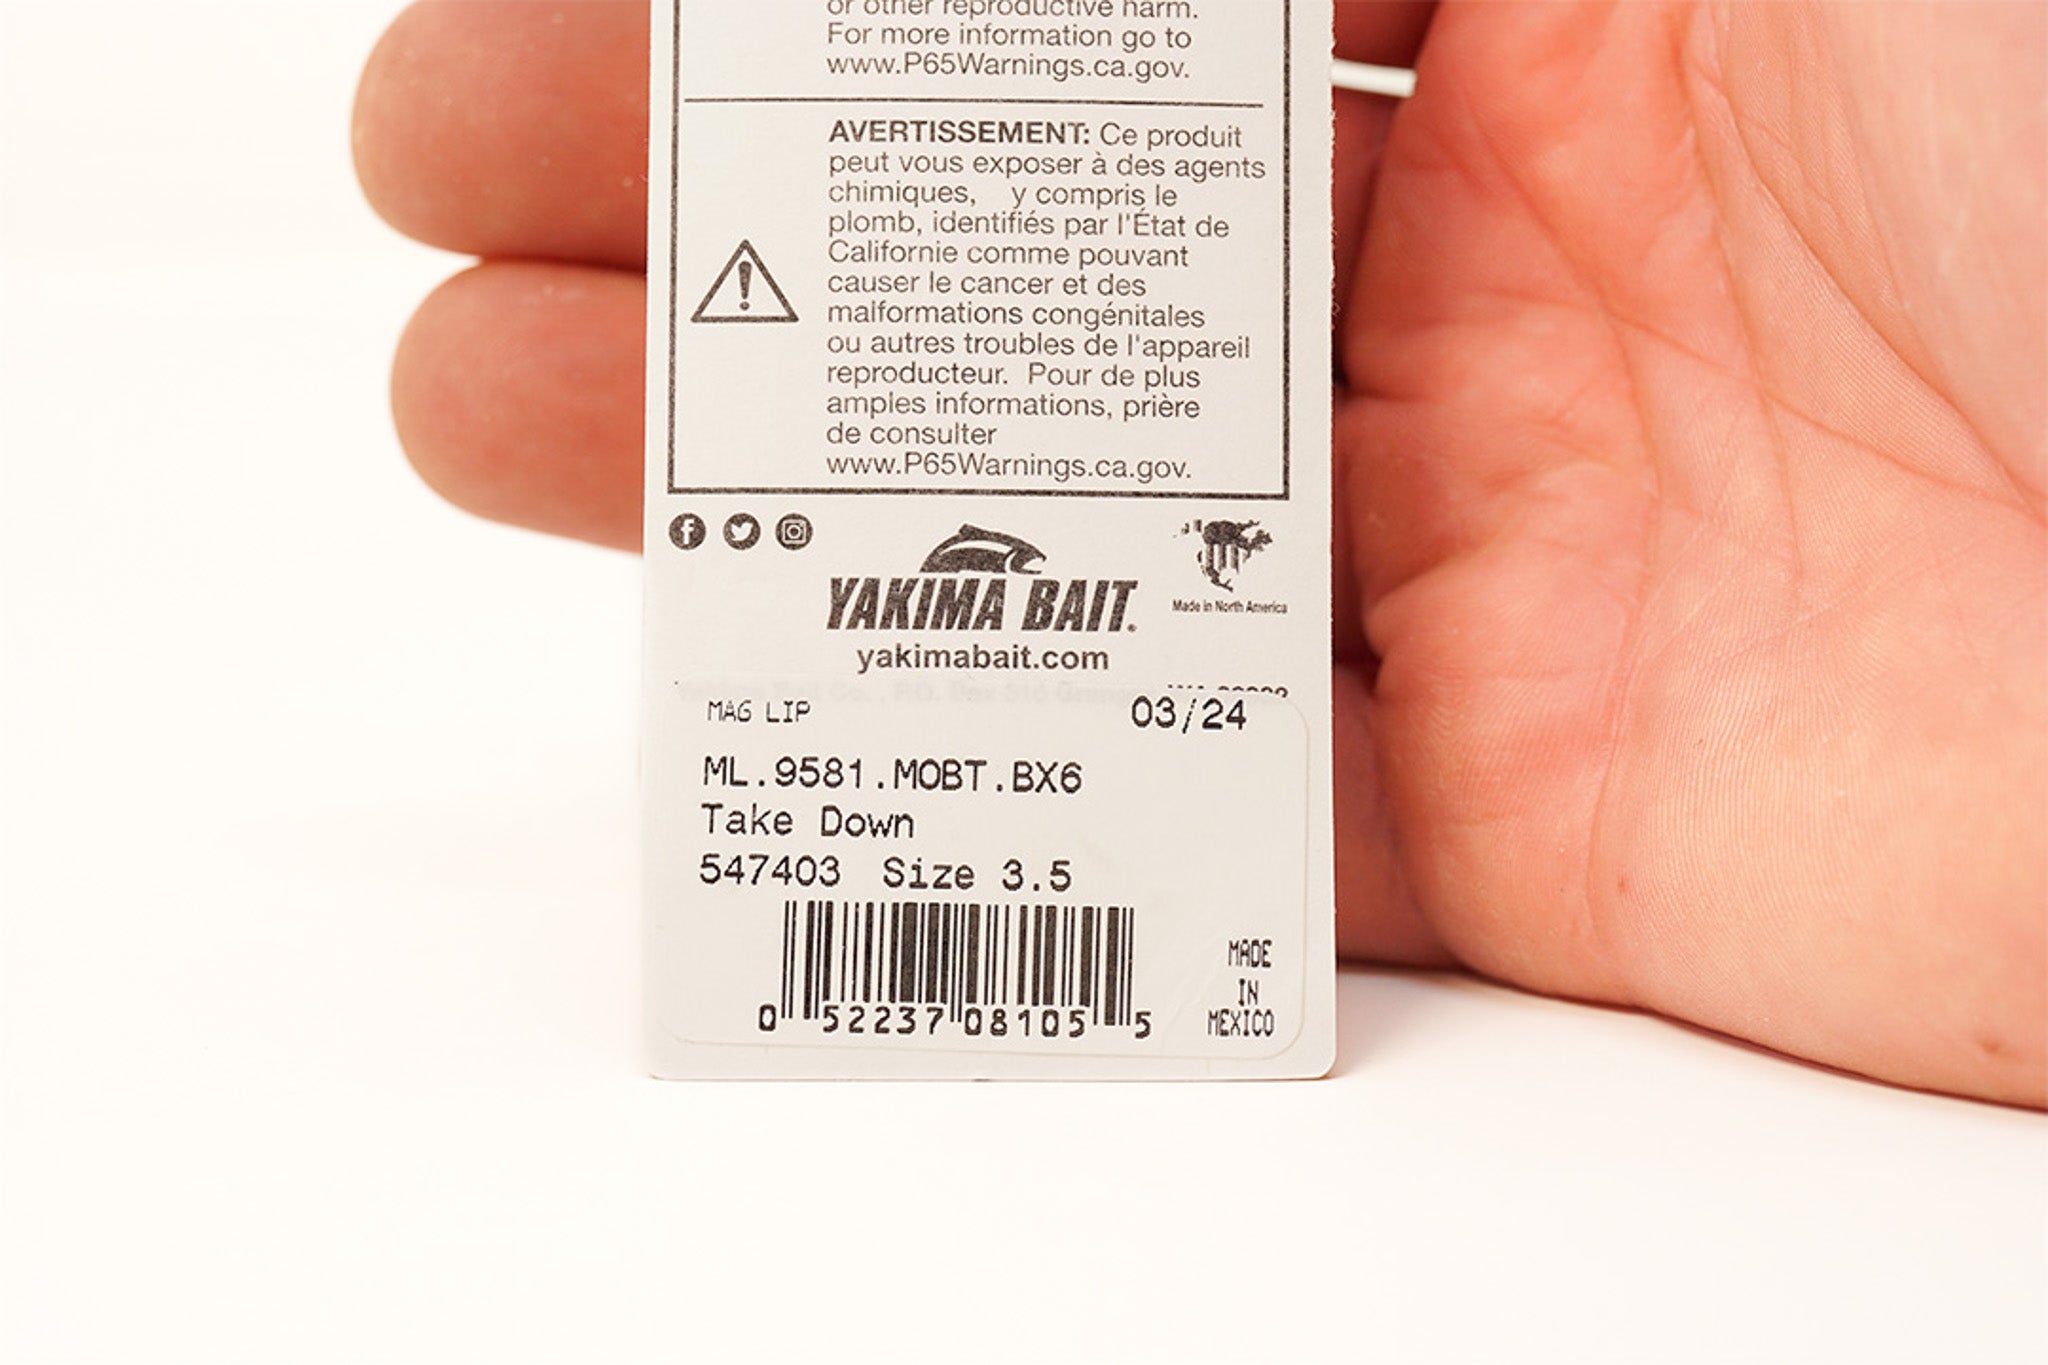 or other reproductive harm.
For more information go to
www.P65Warnings.ca.gov.
AVERTISSEMENT: Ce produit
peut vous exposer à des agents
chimiques, y compris le
plomb, identifiés par l'État de
Californie comme pouvant
causer le cancer et des
malformations congénitales
ou autres troubles de l'appareil
reproducteur. Pour de plus
amples informations, prière
de consulter
www.P65Warnings.ca.gov.
YAKIMA BAIT®
Made in North America
yakimabait.com
MAG LIP 03/24
ML.9581.MOBT.BX6
Take Down
547403 Size 3.5
0 52237 08105 5
MADE
IN
MEXICO